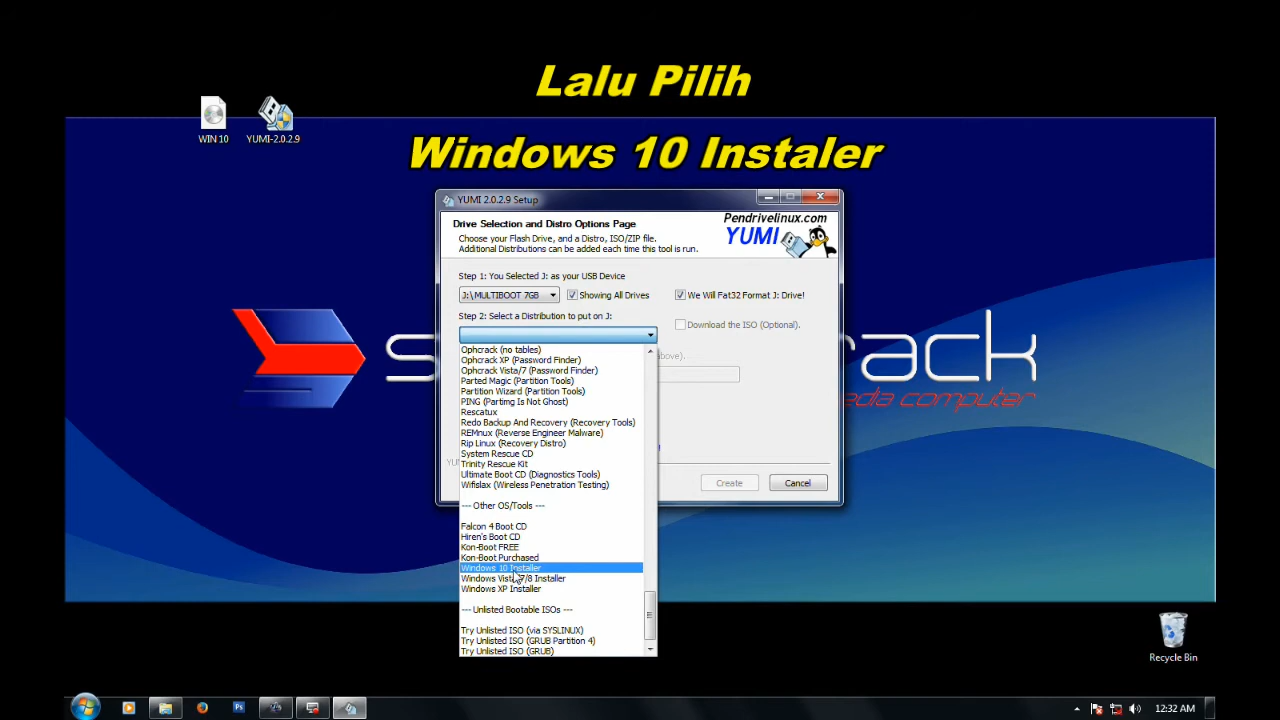 Lalu Pilih
WIN 10
YUMI-2.0.2.9
Windows 10 Instaler
YUMI 2.0.2.9 Setup
Drive Selection and Distro Options Page
Choose your Flash Drive, and a Distro, ISO/ZIP file.
Additional Distributions can be added each time this tool is run.
Pendrivelinux.com
YUMI
Step 1: You Selected J: as your USB Device
J:\MULTIBOOT 7GB
Showing All Drives
We Will Fat32 Format J: Drive!
Step 2: Select a Distribution to put on J:
Download the ISO (Optional).
above).
Ophcrack (no tables)
Ophcrack XP (Password Finder)
Ophcrack Vista/7 (Password Finder)
Parted Magic (Partition Tools)
Partition Wizard (Partition Tools)
PING (Partimg Is Not Ghost)
Rescatux
Redo Backup And Recovery (Recovery Tools)
REMnux (Reverse Engineer Malware)
Rip Linux (Recovery Distro)
System Rescue CD
Trinity Rescue Kit
Ultimate Boot CD (Diagnostics Tools)
Wifislax (Wireless Penetration Testing)
--- Other OS/Tools ---
Falcon 4 Boot CD
Hiren's Boot CD
Kon-Boot FREE
Kon-Boot Purchased
Windows 10 Installer
Windows Vista/7/8 Installer
Windows XP Installer
--- Unlisted Bootable ISOs ---
Try Unlisted ISO (via SYSLINUX)
Try Unlisted ISO (GRUB Partition 4)
Try Unlisted ISO (GRUB)
Create
Cancel
s
rack
edia computer
Recycle Bin
Ps
12:32 AM